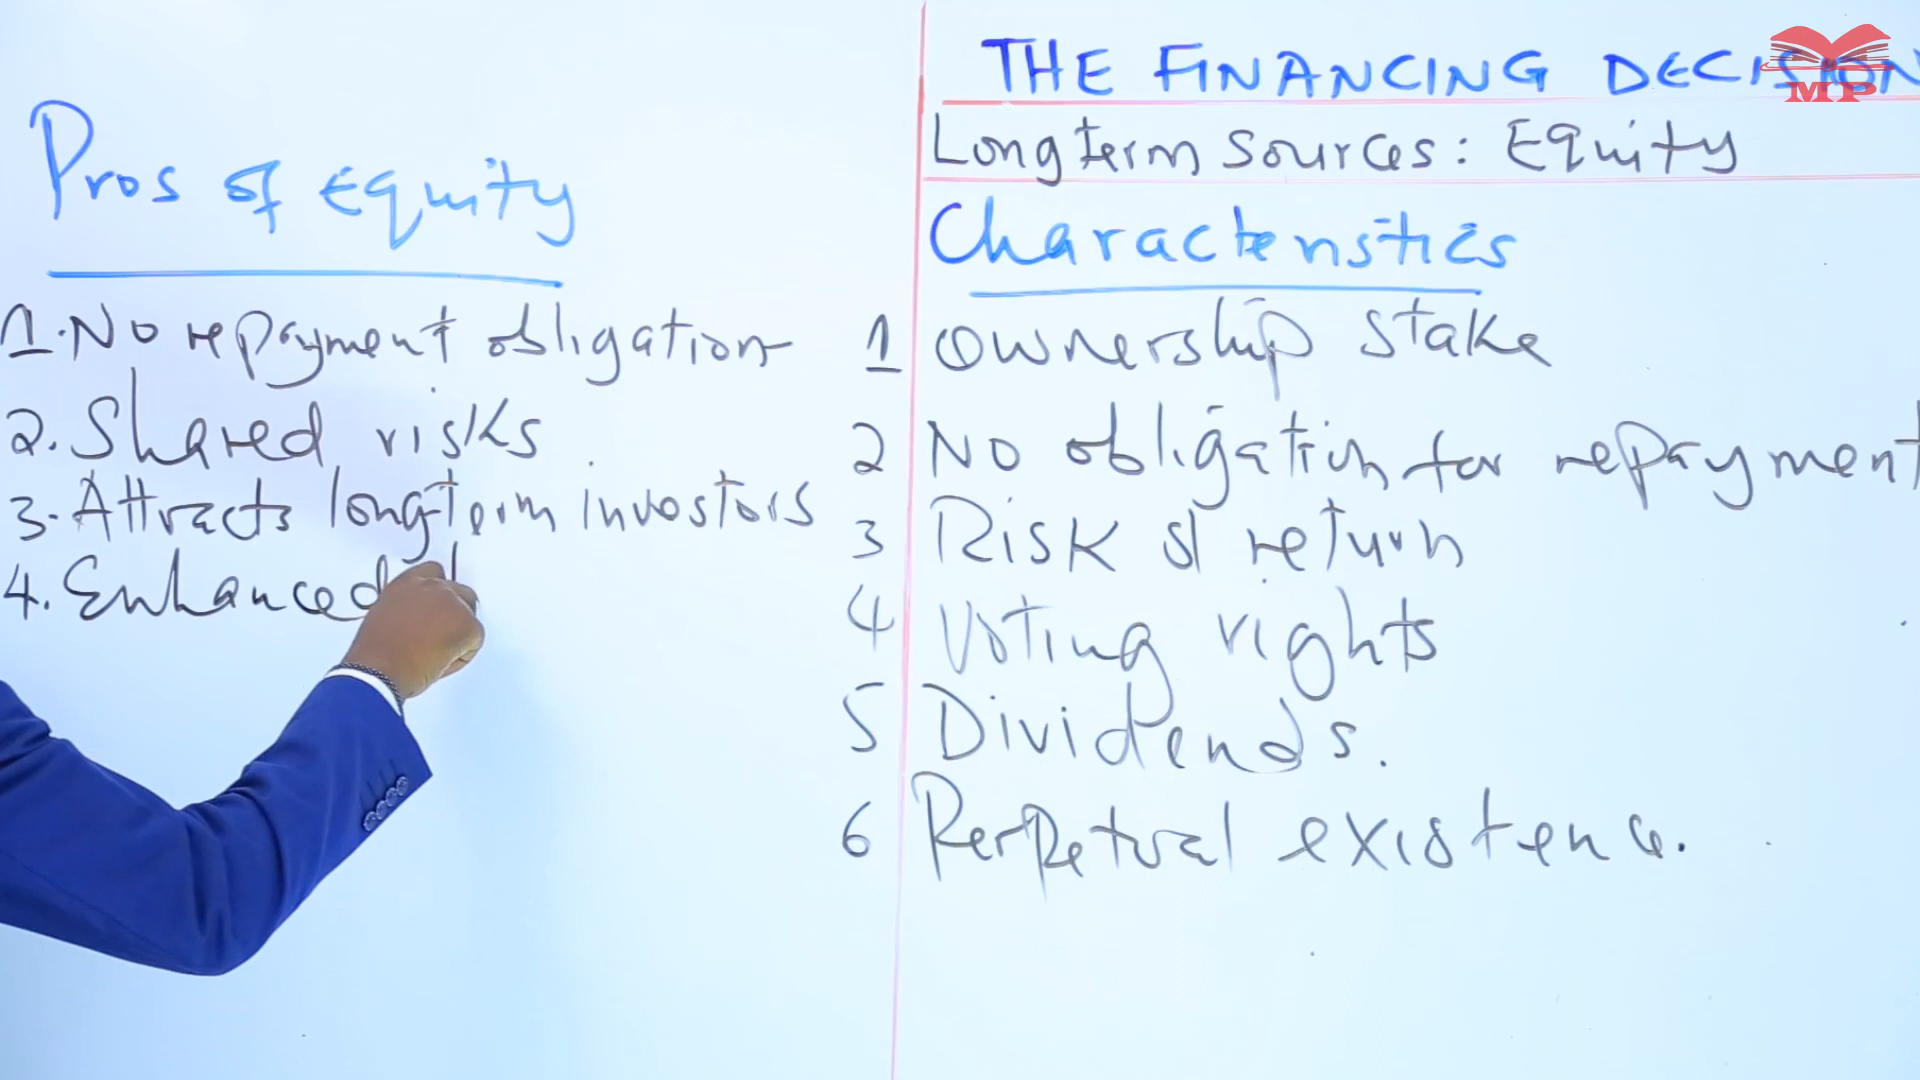 Pros of Equity
1. No repayment obligation
2. Shared risks
3. Attracts long-term investors
4. Enhanced
THE FINANCING DECISION
MP
Long term sources: Equity
Characteristics
1 Ownership stake
2 No obligation for repayment
3 Risk & return
4 Voting rights
5 Dividends.
6 Perpetual existence.